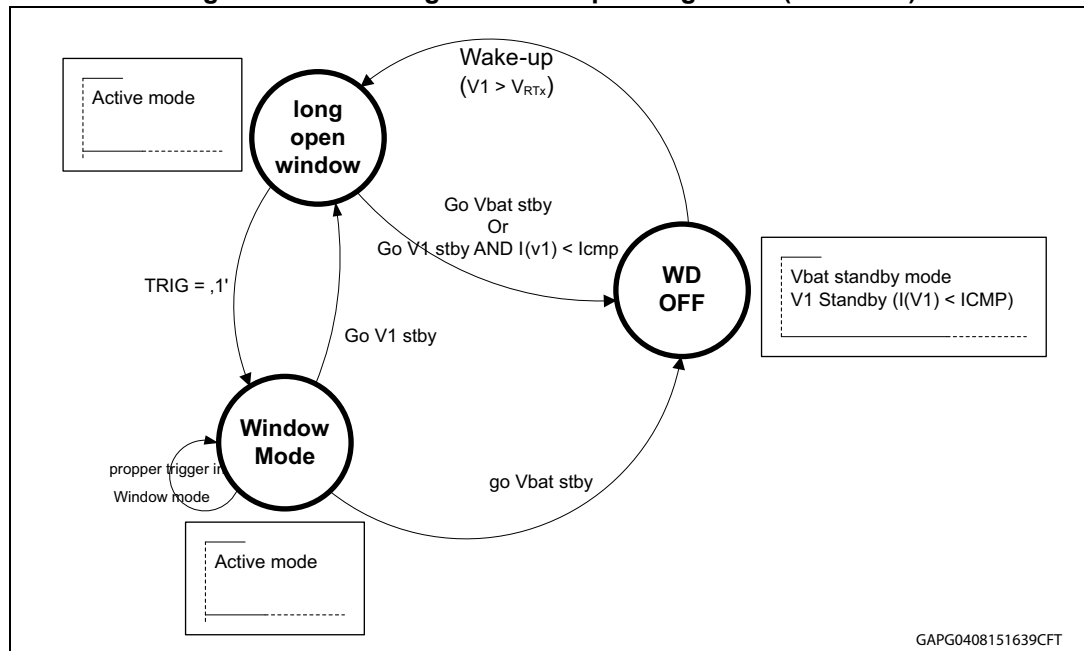 Wake-up
(V1 > VRTx)
Active mode
long
open
window
Go Vbat stby
Or
Go V1 stby AND I(v1) < Icmp
WD
OFF
Vbat standby mode
V1 Standby (I(V1) < ICMP)
TRIG = ,1'
Go V1 stby
Window
Mode
propper trigger in
Window mode
go Vbat stby
Active mode
GAPG0408151639CFT